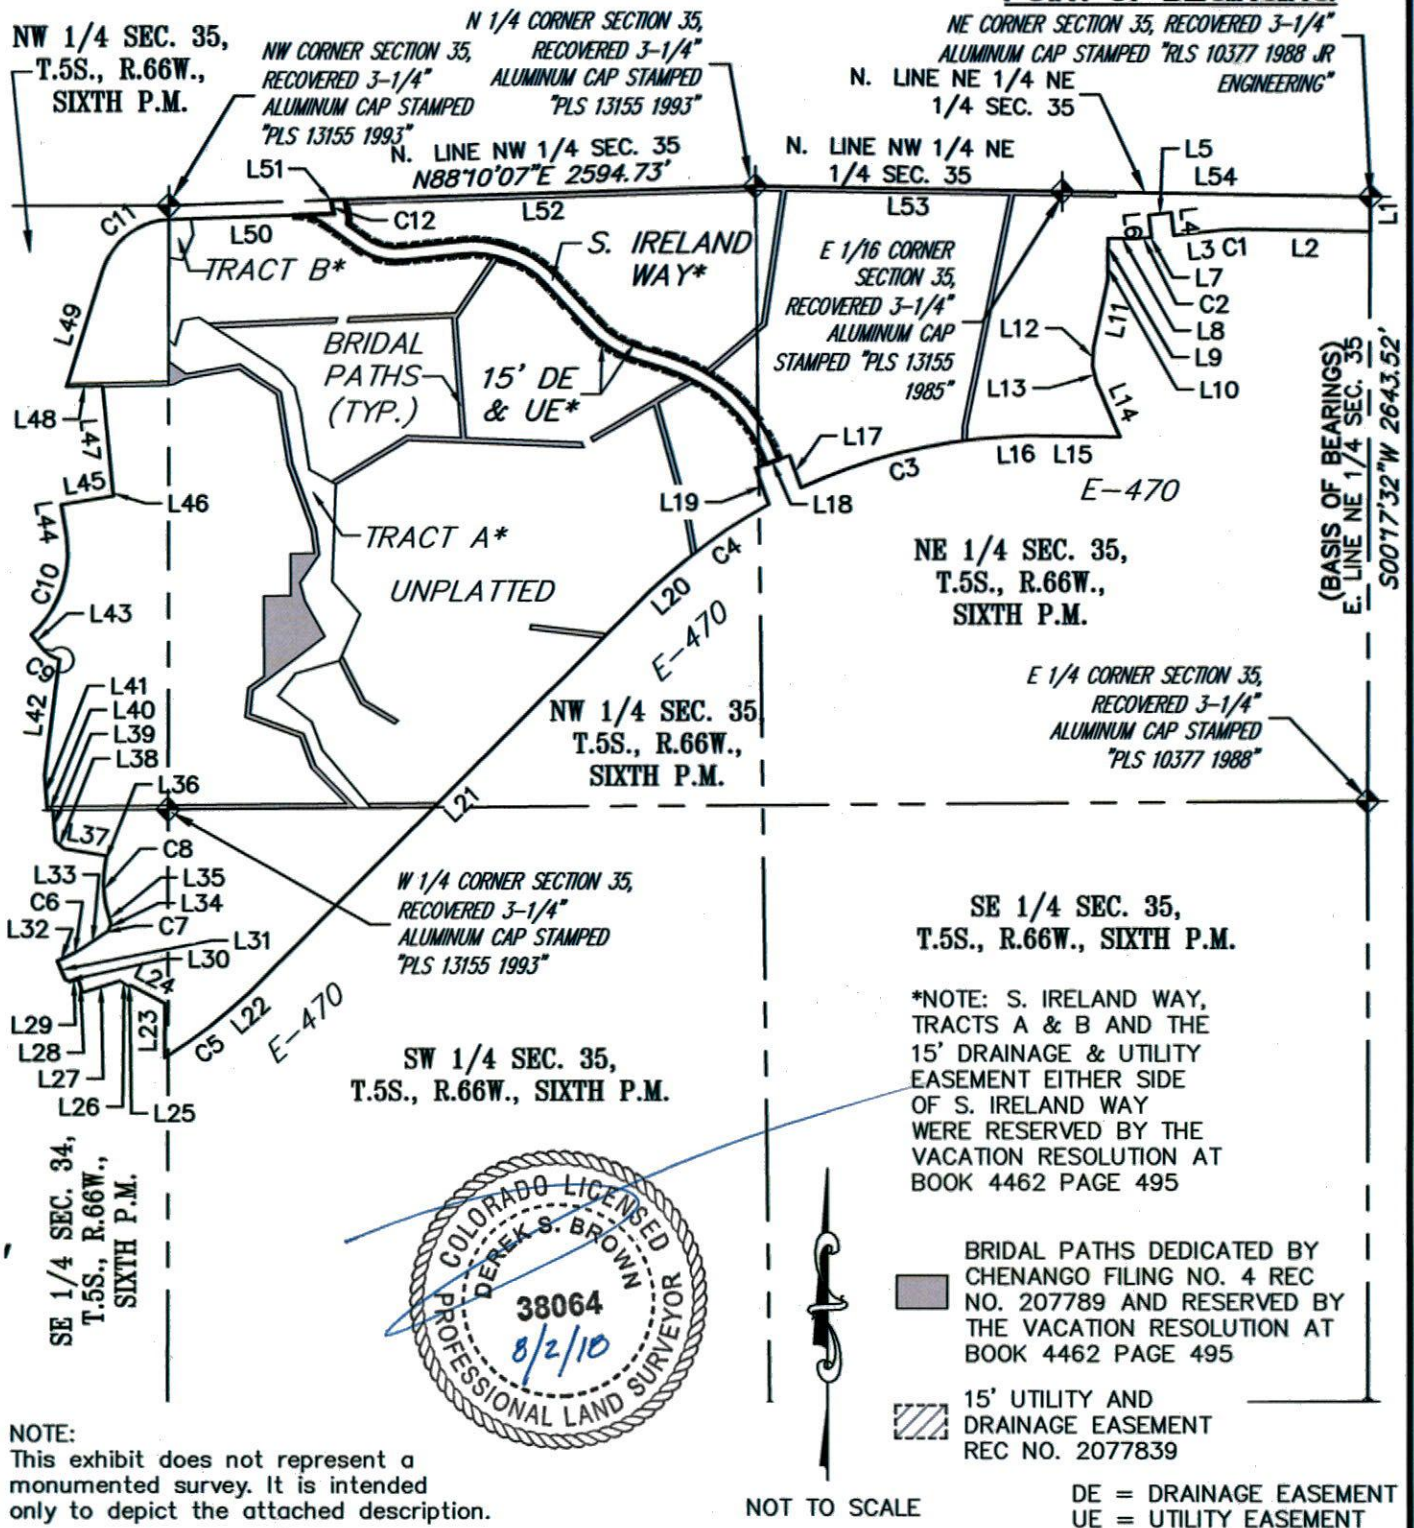 NW 1/4 SEC. 35,
T.5S., R.66W.,
SIXTH P.M.
NW CORNER SECTION 35,
RECOVERED 3-1/4"
ALUMINUM CAP STAMPED
"PLS 13155 1993"
N 1/4 CORNER SECTION 35,
RECOVERED 3-1/4"
ALUMINUM CAP STAMPED
"PLS 13155 1993"
NE CORNER SECTION 35, RECOVERED 3-1/4"
ALUMINUM CAP STAMPED "RLS 10377 1988 JR
ENGINEERING"
N. LINE NE 1/4 NE
1/4 SEC. 35
N. LINE NW 1/4 SEC. 35
N88°10'07"E 2594.73'
N. LINE NW 1/4 NE
1/4 SEC. 35
L51
C12
L52
L53
L5
L54
L1
C11
L50
TRACT B*
S. IRELAND
WAY*
E 1/16 CORNER
SECTION 35,
RECOVERED 3-1/4"
ALUMINUM CAP
STAMPED "PLS 13155
1985"
L6
L4
L3
C1
L2
L7
C2
L8
L9
L10
L11
L12
L13
L14
L49
BRIDAL
PATHS
(TYP.)
15' DE
& UE*
L48
L47
L45
L46
L44
L17
C3
L16
L15
L18
L19
E-470
(BASIS OF BEARINGS)
E. LINE NE 1/4 SEC. 35
S00°17'32"W 2643.52'
TRACT A*
UNPLATTED
C4
L20
E-470
NE 1/4 SEC. 35,
T.5S., R.66W.,
SIXTH P.M.
C10
L43
C9
L42
L41
L40
L39
L38
L36
NW 1/4 SEC. 35
T.5S., R.66W.,
SIXTH P.M.
E 1/4 CORNER SECTION 35,
RECOVERED 3-1/4"
ALUMINUM CAP STAMPED
"PLS 10377 1988"
L21
L37
C8
L33
L35
C6
L34
L32
C7
L31
L30
L24
L29
L28
L27
L26
L25
L23
C5
L22
E-470
W 1/4 CORNER SECTION 35,
RECOVERED 3-1/4"
ALUMINUM CAP STAMPED
"PLS 13155 1993"
SE 1/4 SEC. 35,
T.5S., R.66W., SIXTH P.M.
SW 1/4 SEC. 35,
T.5S., R.66W., SIXTH P.M.
SE 1/4 SEC. 34,
T.5S., R.66W.,
SIXTH P.M.
*NOTE: S. IRELAND WAY,
TRACTS A & B AND THE
15' DRAINAGE & UTILITY
EASEMENT EITHER SIDE
OF S. IRELAND WAY
WERE RESERVED BY THE
VACATION RESOLUTION AT
BOOK 4462 PAGE 495
COLORADO LICENSED
PROFESSIONAL LAND SURVEYOR
DEREK S. BROWN
38064
8/2/18
BRIDAL PATHS DEDICATED BY
CHENANGO FILING NO. 4 REC
NO. 207789 AND RESERVED BY
THE VACATION RESOLUTION AT
BOOK 4462 PAGE 495
15' UTILITY AND
DRAINAGE EASEMENT
REC NO. 2077839
NOTE:
This exhibit does not represent a
monumented survey. It is intended
only to depict the attached description.
NOT TO SCALE
DE = DRAINAGE EASEMENT
UE = UTILITY EASEMENT